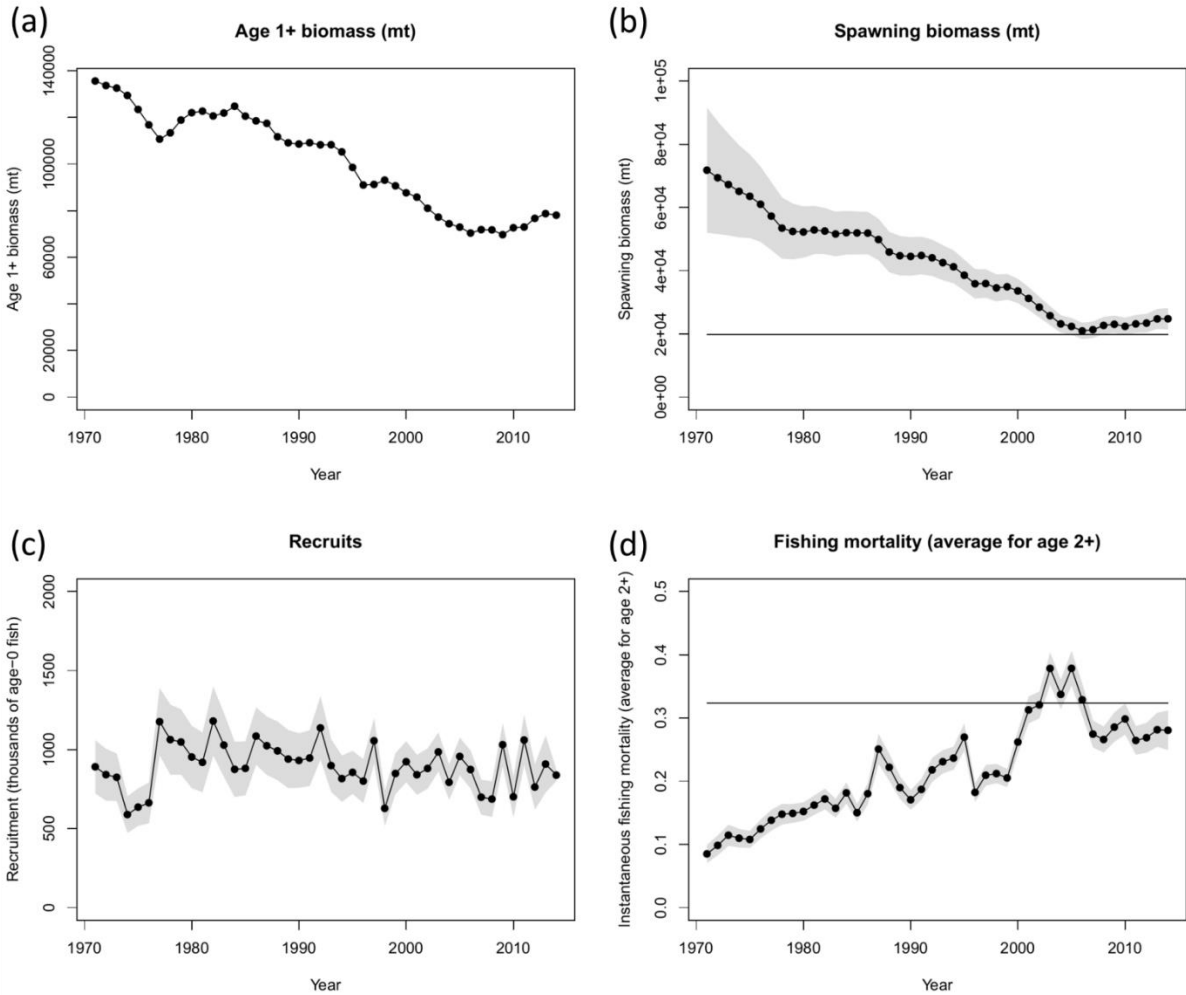 (a)
Age 1+ biomass (mt)
Age 1+ biomass (mt)
140000
100000
60000
20000
0
1970 1980 1990 2000 2010
Year
(b)
Spawning biomass (mt)
Spawning biomass (mt)
1e+05
8e+04
6e+04
4e+04
2e+04
0e+00
1970 1980 1990 2000 2010
Year
(c)
Recruits
Recruitment (thousands of age−0 fish)
2000
1500
1000
500
0
1970 1980 1990 2000 2010
Year
(d)
Fishing mortality (average for age 2+)
Instantaneous fishing mortality (average for age 2+)
0.5
0.4
0.3
0.2
0.1
0.0
1970 1980 1990 2000 2010
Year